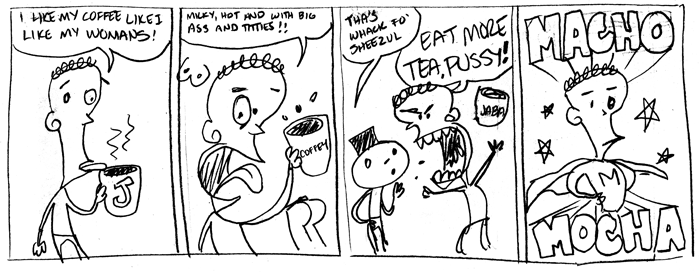 I LIKE MY COFFEE LIKE I
LIKE MY WOMANS!
J
MILKY, HOT AND WITH BIG
ASS AND TITTIES!!
COFFEY
THA'S
WHACK FO'
SHEEZUL
EAT MORE
TEA, PUSSY!
JABA
MACHO
M
MOCHA